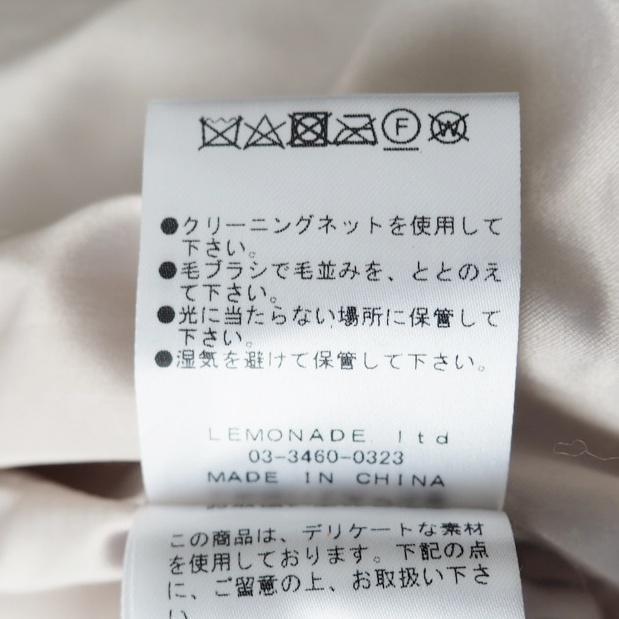 F W
●クリーニングネットを使用して
下さい。
●毛ブラシで毛並みを、ととのえ
て下さい。
●光に当たらない場所に保管して
下さい。
●湿気を避けて保管して下さい。
LEMONADE ltd
03-3460-0323
MADE IN CHINA
この商品は、デリケートな素材
を使用しております。下記の点
に、ご留意の上、お取扱い下さ
い